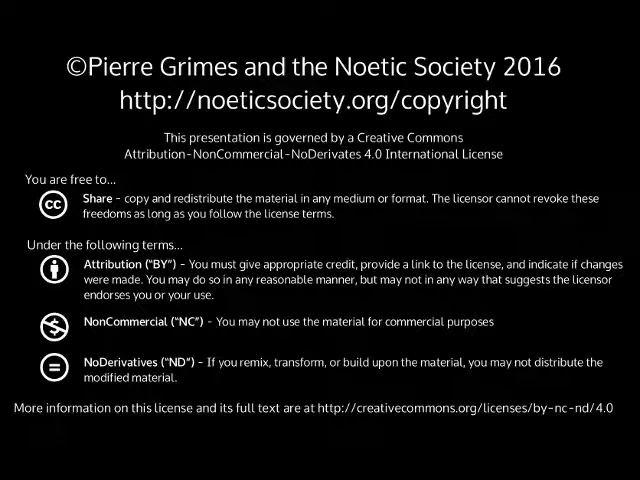 ©Pierre Grimes and the Noetic Society 2016
http://noeticsociety.org/copyright
This presentation is governed by a Creative Commons
Attribution-NonCommercial-NoDerivates 4.0 International License
You are free to...
cc
Share - copy and redistribute the material in any medium or format. The licensor cannot revoke these
freedoms as long as you follow the license terms.
Under the following terms...
Attribution ("BY") - You must give appropriate credit, provide a link to the license, and indicate if changes
were made. You may do so in any reasonable manner, but may not in any way that suggests the licensor
endorses you or your use.
NonCommercial ("NC") - You may not use the material for commercial purposes
NoDerivatives ("ND") - If you remix, transform, or build upon the material, you may not distribute the
modified material.
More information on this license and its full text are at http://creativecommons.org/licenses/by-nc-nd/4.0